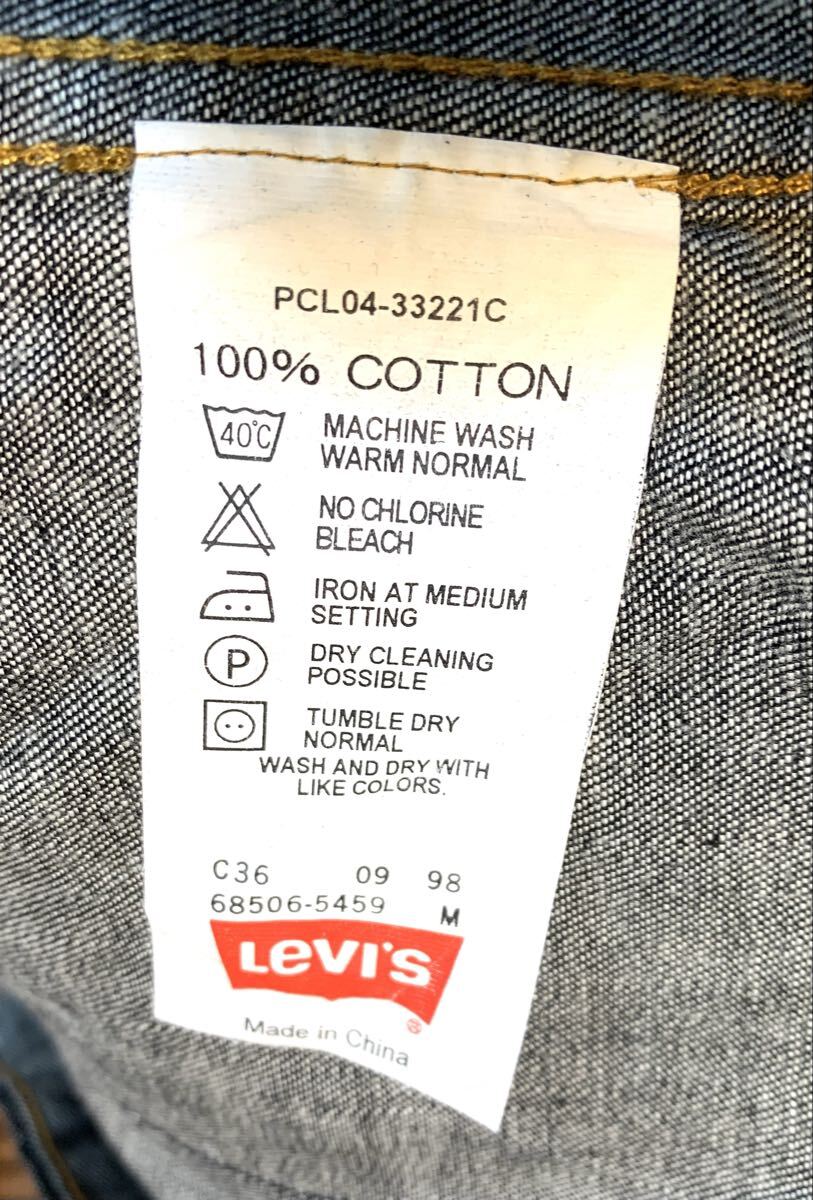 PCL04-33221C
100% COTTON
40°C MACHINE WASH
WARM NORMAL
NO CHLORINE
BLEACH
IRON AT MEDIUM
SETTING
P DRY CLEANING
POSSIBLE
TUMBLE DRY
NORMAL
WASH AND DRY WITH
LIKE COLORS.
C36 09 98
68506-5459 M
LEVI'S
®
Made in China